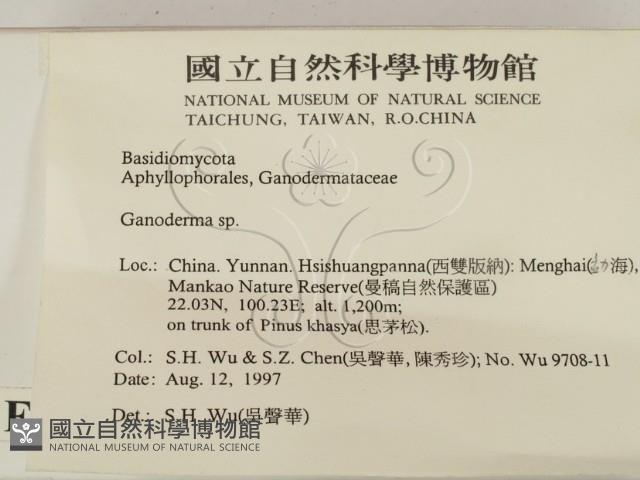 國立自然科學博物館
NATIONAL MUSEUM OF NATURAL SCIENCE
TAICHUNG, TAIWAN, R.O.CHINA
Basidiomycota
Aphyllophorales, Ganodermataceae
Ganoderma sp.
Loc.: China. Yunnan. Hsishuangpanna(西雙版納): Menghai(勐海),
Mankao Nature Reserve(曼稿自然保護區)
22.03N, 100.23E; alt. 1,200m;
on trunk of Pinus khasya(思茅松).
Col.: S.H. Wu & S.Z. Chen(吳聲華, 陳秀珍); No. Wu 9708-11
Date: Aug. 12, 1997
Det.: S.H. Wu(吳聲華)
國立自然科學博物館
NATIONAL MUSEUM OF NATURAL SCIENCE